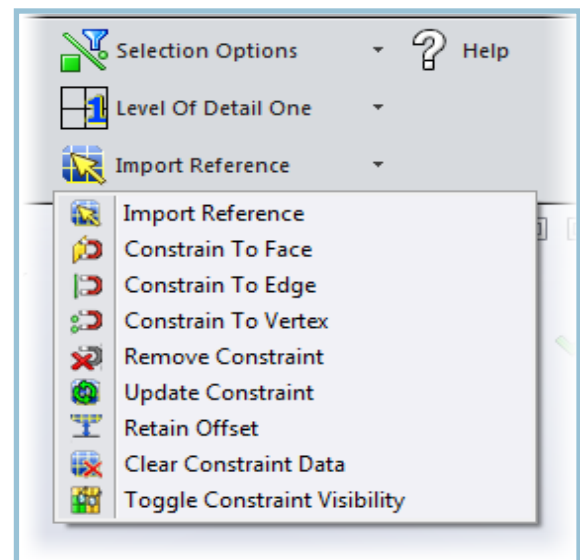 Selection Options
Help
Level Of Detail One
Import Reference
Import Reference
Constrain To Face
Constrain To Edge
Constrain To Vertex
Remove Constraint
Update Constraint
Retain Offset
Clear Constraint Data
Toggle Constraint Visibility